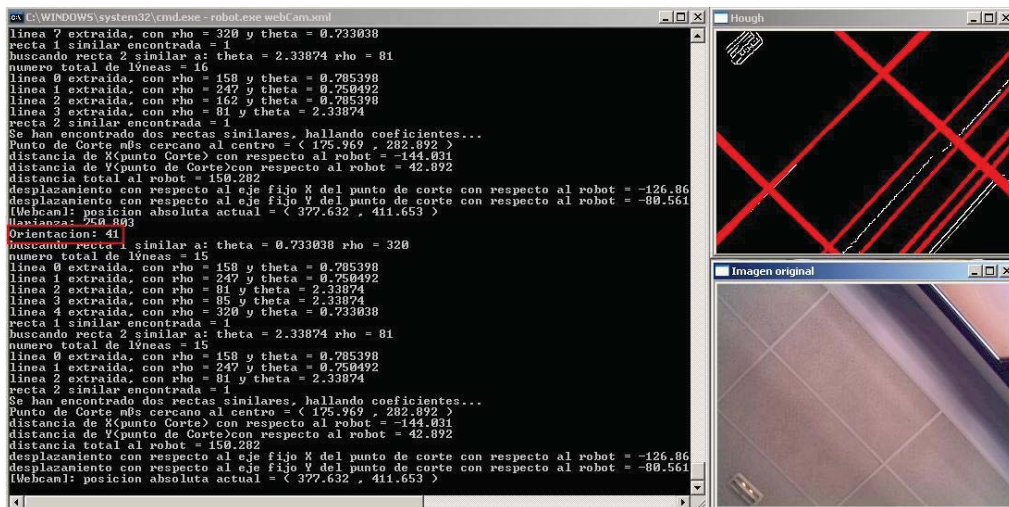 C:\WINDOWS\system32\cmd.exe - robot.exe webCam.xml
linea 7 extraida, con rho = 320 y theta = 0.733038
recta 1 similar encontrada = 1
buscando recta 2 similar a: theta = 2.33874 rho = 81
numero total de lÝneas = 16
linea 0 extraida, con rho = 158 y theta = 0.785398
linea 1 extraida, con rho = 247 y theta = 0.750492
linea 2 extraida, con rho = 162 y theta = 0.785398
linea 3 extraida, con rho = 81 y theta = 2.33874
recta 2 similar encontrada = 1
Se han encontrado dos rectas similares, hallando coeficientes...
Punto de Corte mßs cercano al centro = ( 175.969 , 282.892 )
distancia de X(punto Corte) con respecto al robot = -144.031
distancia de Y(punto de Corte)con respecto al robot = 42.892
distancia total al robot = 150.282
desplazamiento con respecto al eje fijo X del punto de corte con respecto al robot = -126.86
desplazamiento con respecto al eje fijo Y del punto de corte con respecto al robot = -80.561
[Webcam]: posicion absoluta actual = ( 377.632 , 411.653 )
Varianza: 750.803
Orientacion: 41
buscando recta 1 similar a: theta = 0.733038 rho = 320
numero total de lÝneas = 15
linea 0 extraida, con rho = 158 y theta = 0.785398
linea 1 extraida, con rho = 247 y theta = 0.750492
linea 2 extraida, con rho = 81 y theta = 2.33874
linea 3 extraida, con rho = 85 y theta = 2.33874
linea 4 extraida, con rho = 320 y theta = 0.733038
recta 1 similar encontrada = 1
buscando recta 2 similar a: theta = 2.33874 rho = 81
numero total de lÝneas = 15
linea 0 extraida, con rho = 158 y theta = 0.785398
linea 1 extraida, con rho = 247 y theta = 0.750492
linea 2 extraida, con rho = 81 y theta = 2.33874
recta 2 similar encontrada = 1
Se han encontrado dos rectas similares, hallando coeficientes...
Punto de Corte mßs cercano al centro = ( 175.969 , 282.892 )
distancia de X(punto Corte) con respecto al robot = -144.031
distancia de Y(punto de Corte)con respecto al robot = 42.892
distancia total al robot = 150.282
desplazamiento con respecto al eje fijo X del punto de corte con respecto al robot = -126.86
desplazamiento con respecto al eje fijo Y del punto de corte con respecto al robot = -80.561
[Webcam]: posicion absoluta actual = ( 377.632 , 411.653 )
Hough
Imagen original